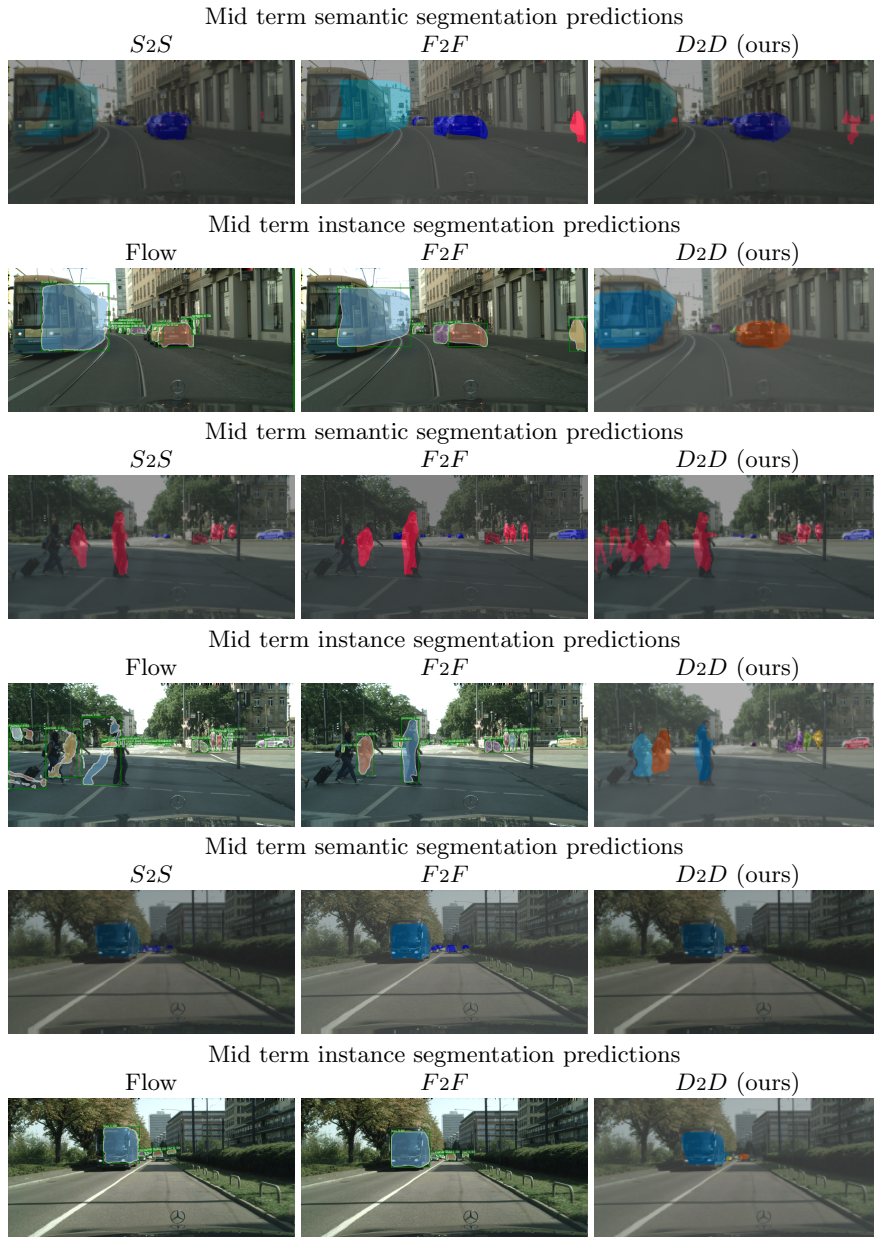 Mid term semantic segmentation predictions
S2S F2F D2D (ours)
Mid term instance segmentation predictions
Flow F2F D2D (ours)
Mid term semantic segmentation predictions
S2S F2F D2D (ours)
Mid term instance segmentation predictions
Flow F2F D2D (ours)
Mid term semantic segmentation predictions
S2S F2F D2D (ours)
Mid term instance segmentation predictions
Flow F2F D2D (ours)